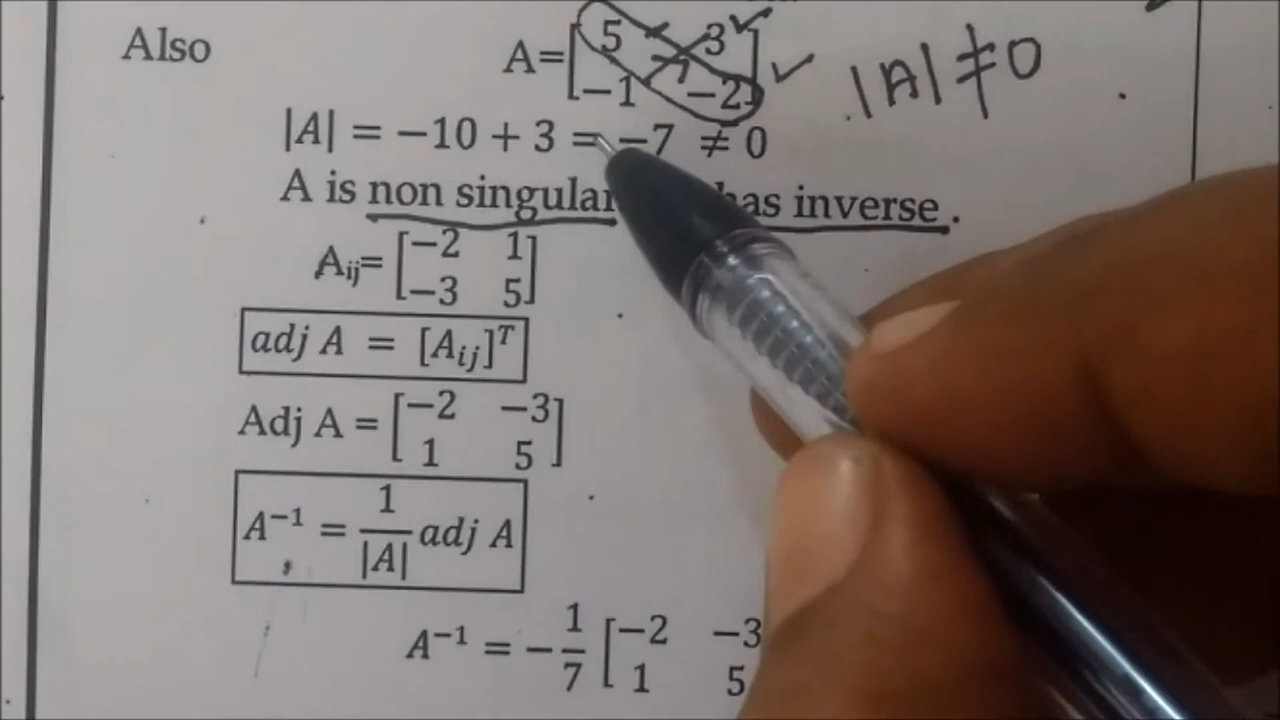 Also
A=[5 3
−1 −2] |A| ≠ 0
|A| = −10 + 3 = −7 ≠ 0
A is non singular has inverse .
Aij= [−2 1
−3 5]
adj A = [Aij]ᵀ
Adj A = [−2 −3
1 5]
A⁻¹ = 1/|A| adj A
A⁻¹ = − 1/7 [−2 −3
1 5